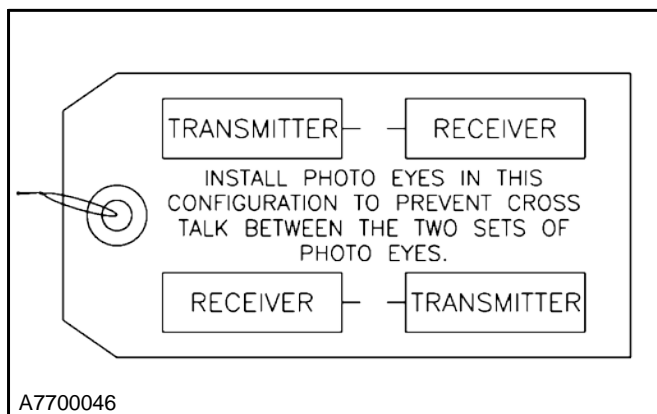 TRANSMITTER RECEIVER
INSTALL PHOTO EYES IN THIS
CONFIGURATION TO PREVENT CROSS
TALK BETWEEN THE TWO SETS OF
PHOTO EYES.
RECEIVER TRANSMITTER
A7700046